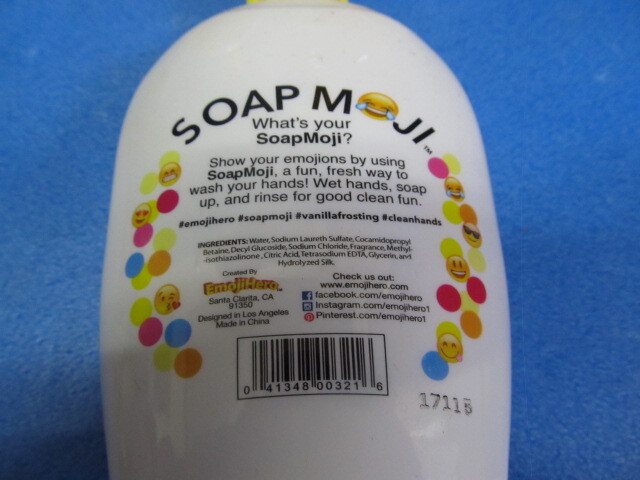 SOAP MOJI™
What's your
SoapMoji?
Show your emojions by using
SoapMoji, a fun, fresh way to
wash your hands! Wet hands, soap
up, and rinse for good clean fun.
#emojihero #soapmoji #vanillafrosting #cleanhands
INGREDIENTS: Water, Sodium Laureth Sulfate, Cocamidopropyl
Betaine, Decyl Glucoside, Sodium Chloride, Fragrance, Methyl-
-isothiazolinone, Citric Acid, Tetrasodium EDTA, Glycerin, and
Hydrolyzed Silk.
Created By
EmojiHero™
Santa Clarita, CA
91350
Designed in Los Angeles
Made in China
Check us out:
www.emojihero.com
facebook.com/emojihero
Instagram.com/emojihero1
Pinterest.com/emojihero1
0 41348 00321 6
17115